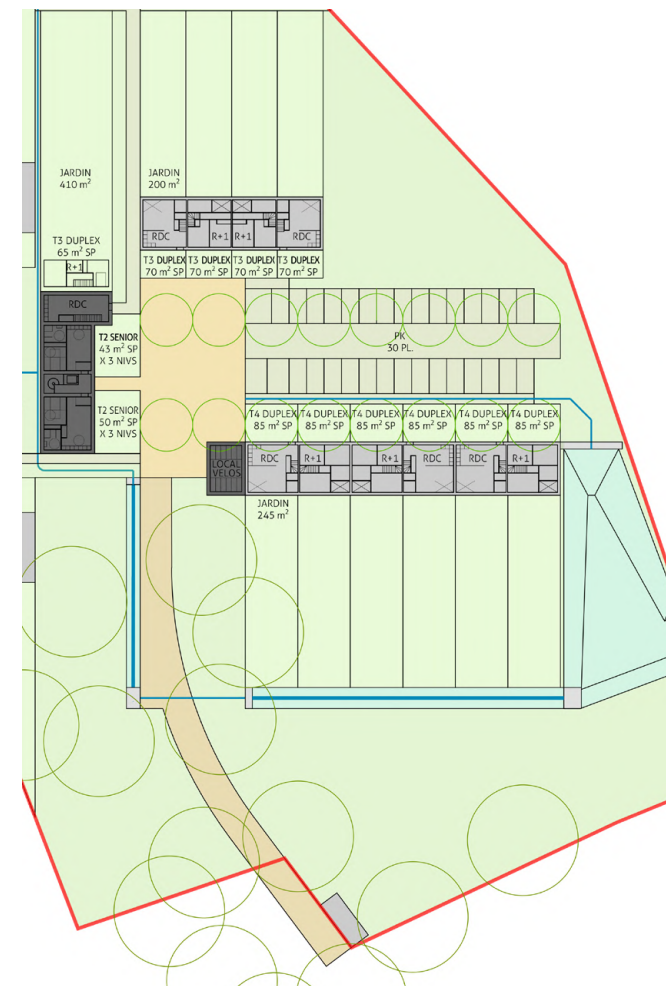 JARDIN
410 m²
JARDIN
200 m²
RDC
R+1
R+1
RDC
T3 DUPLEX
65 m² SP
R+1
T3 DUPLEX
70 m² SP
T3 DUPLEX
70 m² SP
T3 DUPLEX
70 m² SP
T3 DUPLEX
70 m² SP
RDC
T2 SENIOR
43 m² SP
X 3 NIVS
PK
30 PL.
T2 SENIOR
50 m² SP
X 3 NIVS
T4 DUPLEX
85 m² SP
T4 DUPLEX
85 m² SP
T4 DUPLEX
85 m² SP
T4 DUPLEX
85 m² SP
T4 DUPLEX
85 m² SP
T4 DUPLEX
85 m² SP
LOCAL
VELOS
RDC
R+1
R+1
RDC
RDC
R+1
JARDIN
245 m²